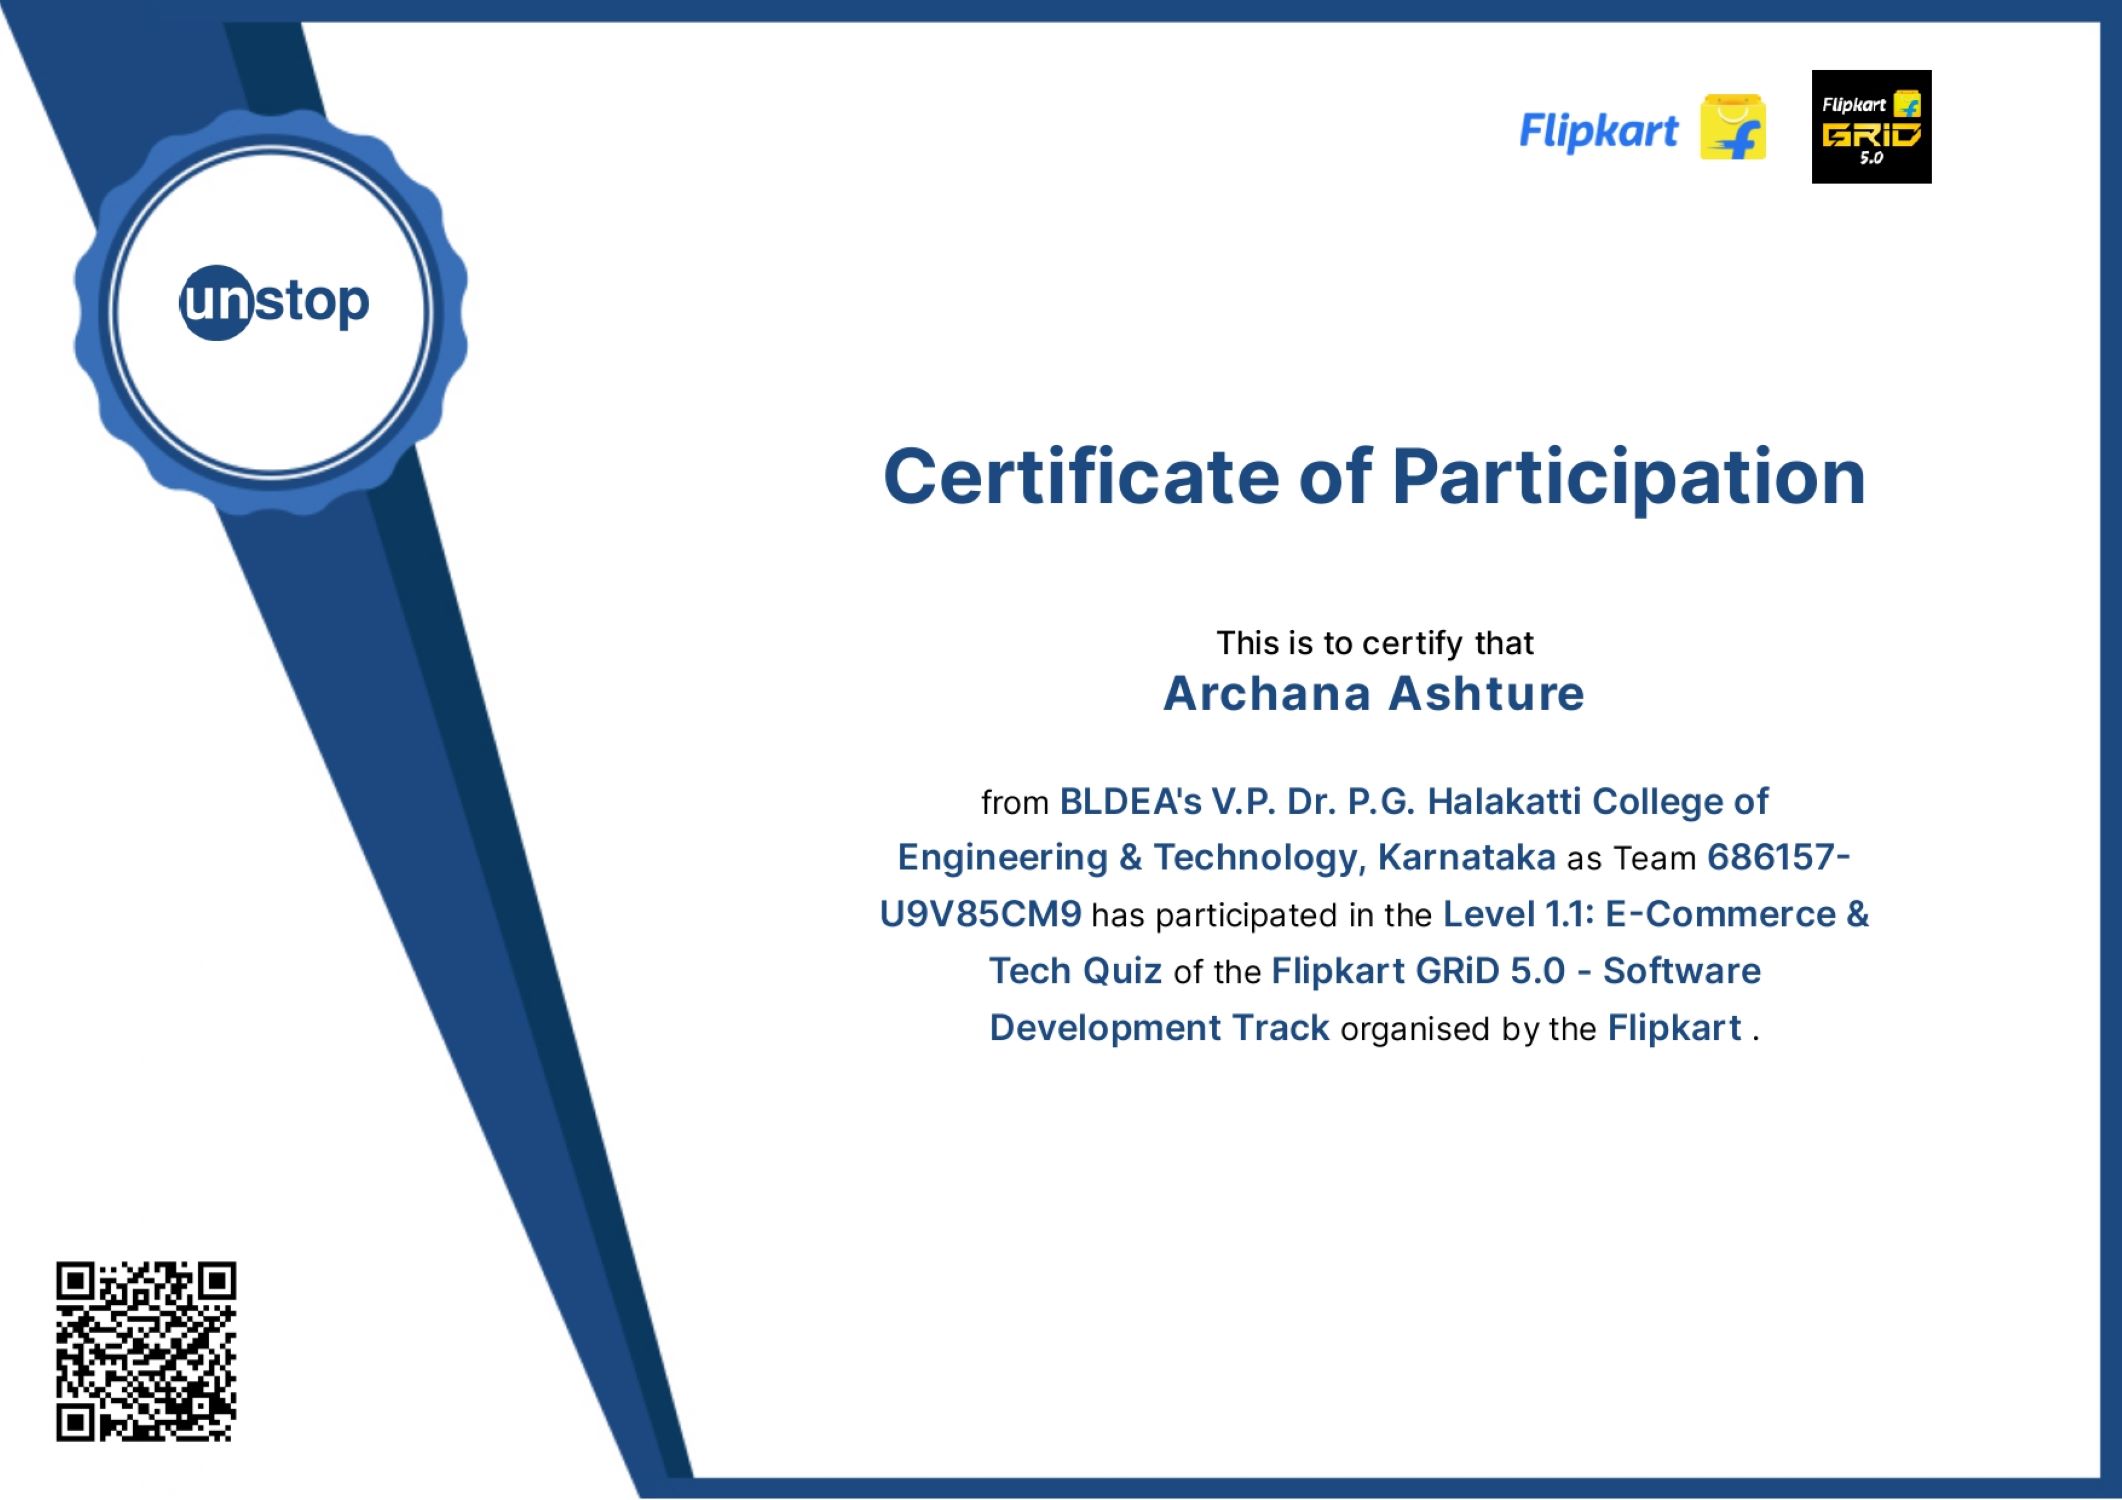 Flipkart
Flipkart
GRiD
5.0
unstop
Certificate of Participation
This is to certify that
Archana Ashture
from BLDEA's V.P. Dr. P.G. Halakatti College of
Engineering & Technology, Karnataka as Team 686157-
U9V85CM9 has participated in the Level 1.1: E-Commerce &
Tech Quiz of the Flipkart GRiD 5.0 - Software
Development Track organised by the Flipkart .